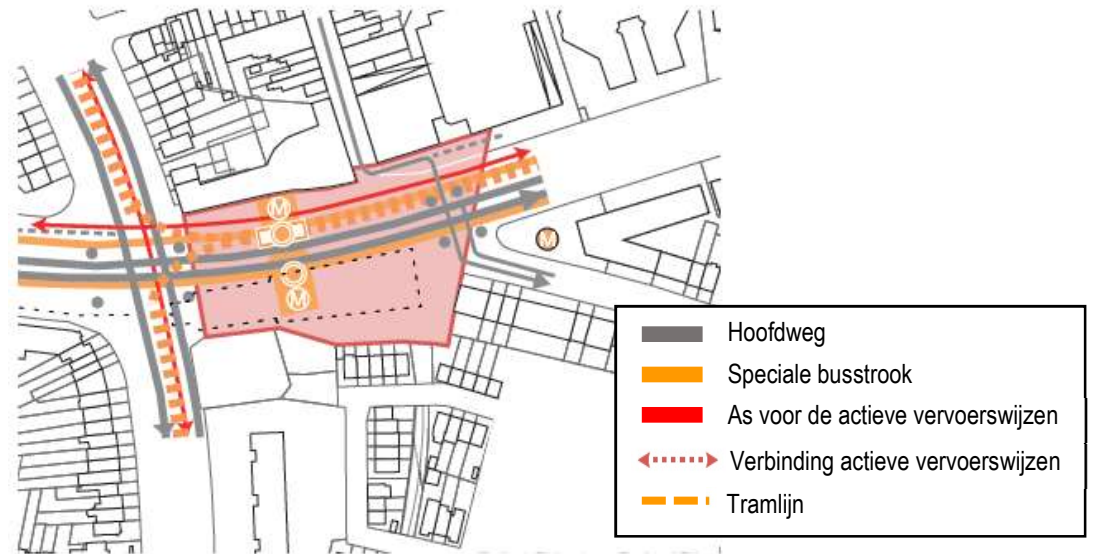 M
M
M
Hoofdweg
Speciale busstrook
As voor de actieve vervoerswijzen
Verbinding actieve vervoerswijzen
Tramlijn